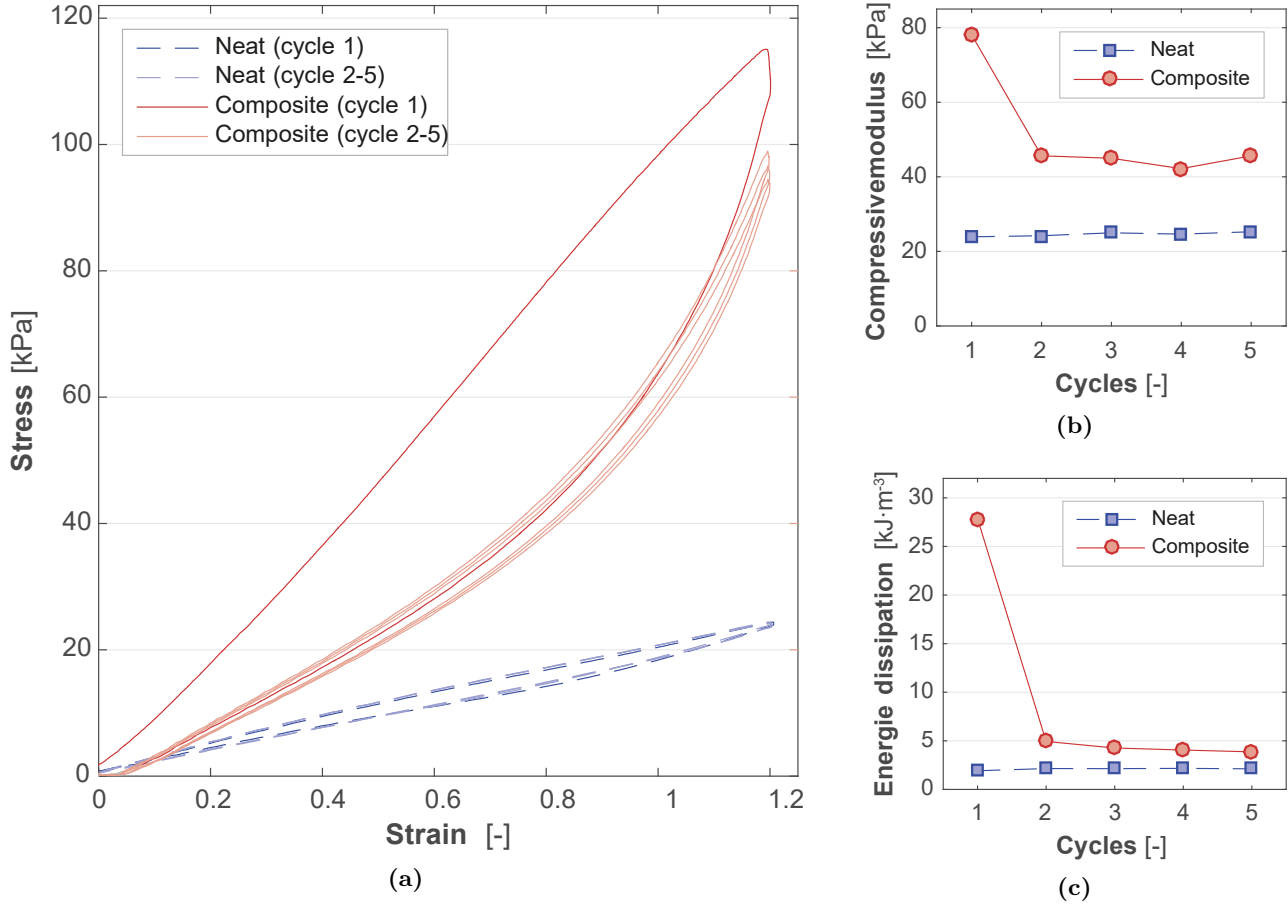 120
100
80
60
40
20
0
Stress [kPa]
Neat (cycle 1)
Neat (cycle 2-5)
Composite (cycle 1)
Composite (cycle 2-5)
0 0.2 0.4 0.6 0.8 1 1.2
Strain [-]
(a)
80
60
40
20
0
Compressivemodulus [kPa]
Neat
Composite
1 2 3 4 5
Cycles [-]
(b)
30
25
20
15
10
5
0
Energie dissipation [kJ·m-3]
Neat
Composite
1 2 3 4 5
Cycles [-]
(c)